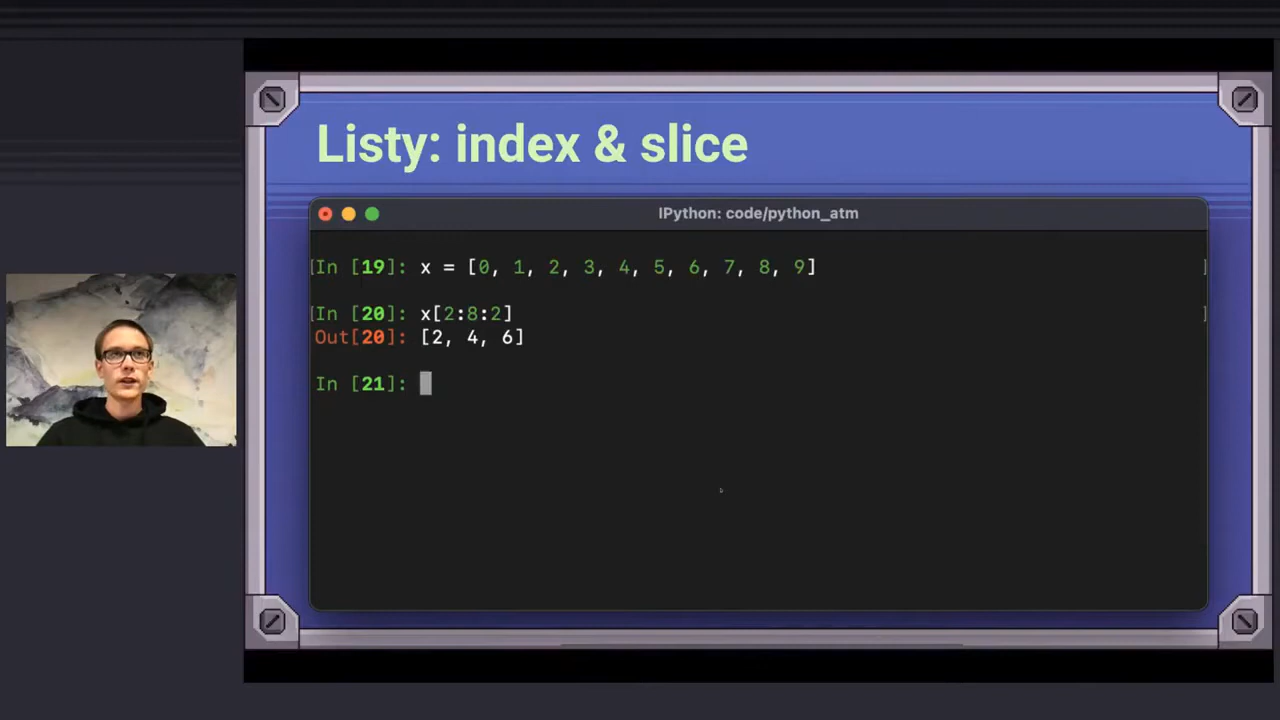 Listy: index & slice
IPython: code/python_atm
In [19]: x = [0, 1, 2, 3, 4, 5, 6, 7, 8, 9]
In [20]: x[2:8:2]
Out[20]: [2, 4, 6]
In [21]: